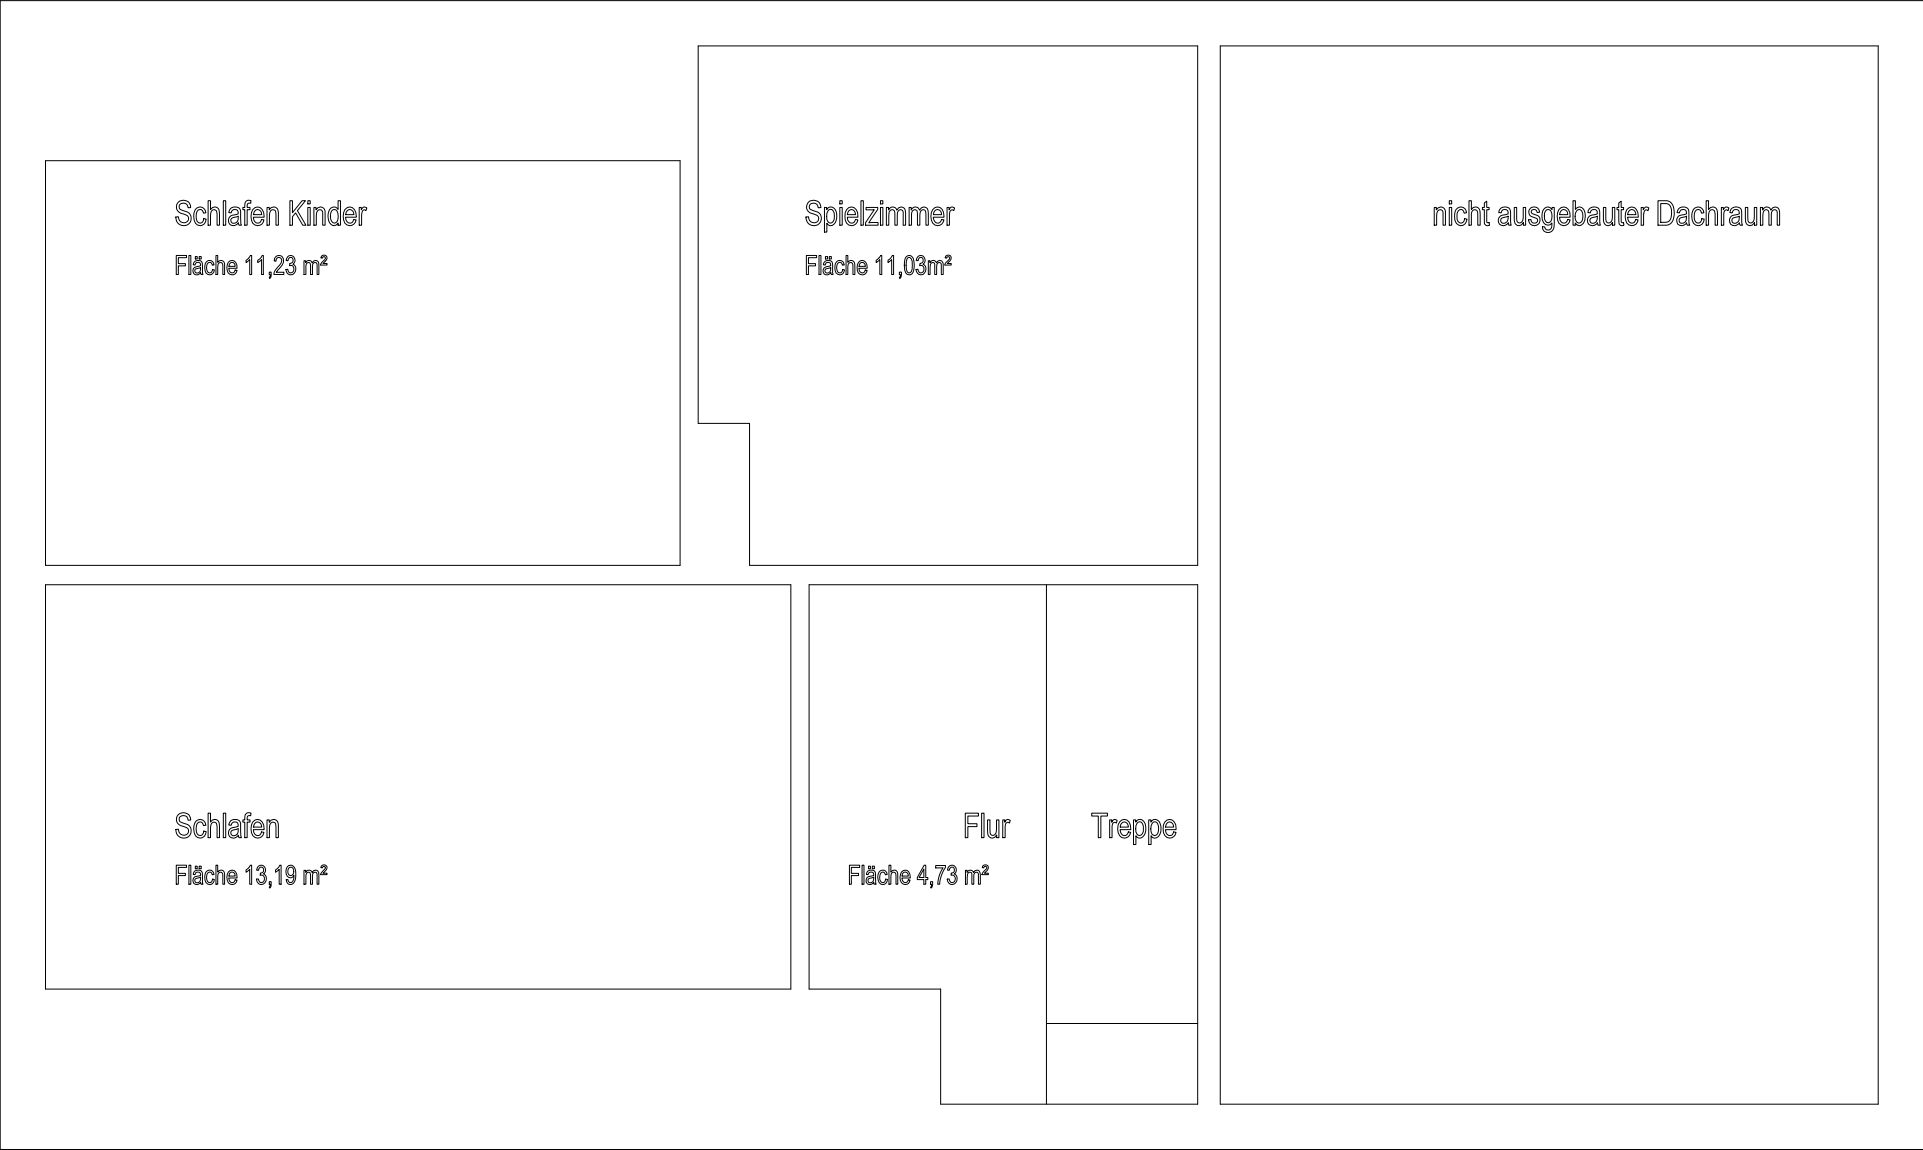 Schlafen Kinder
Fläche 11,23 m²
Spielzimmer
Fläche 11,03m²
nicht ausgebauter Dachraum
Schlafen
Fläche 13,19 m²
Flur
Fläche 4,73 m²
Treppe